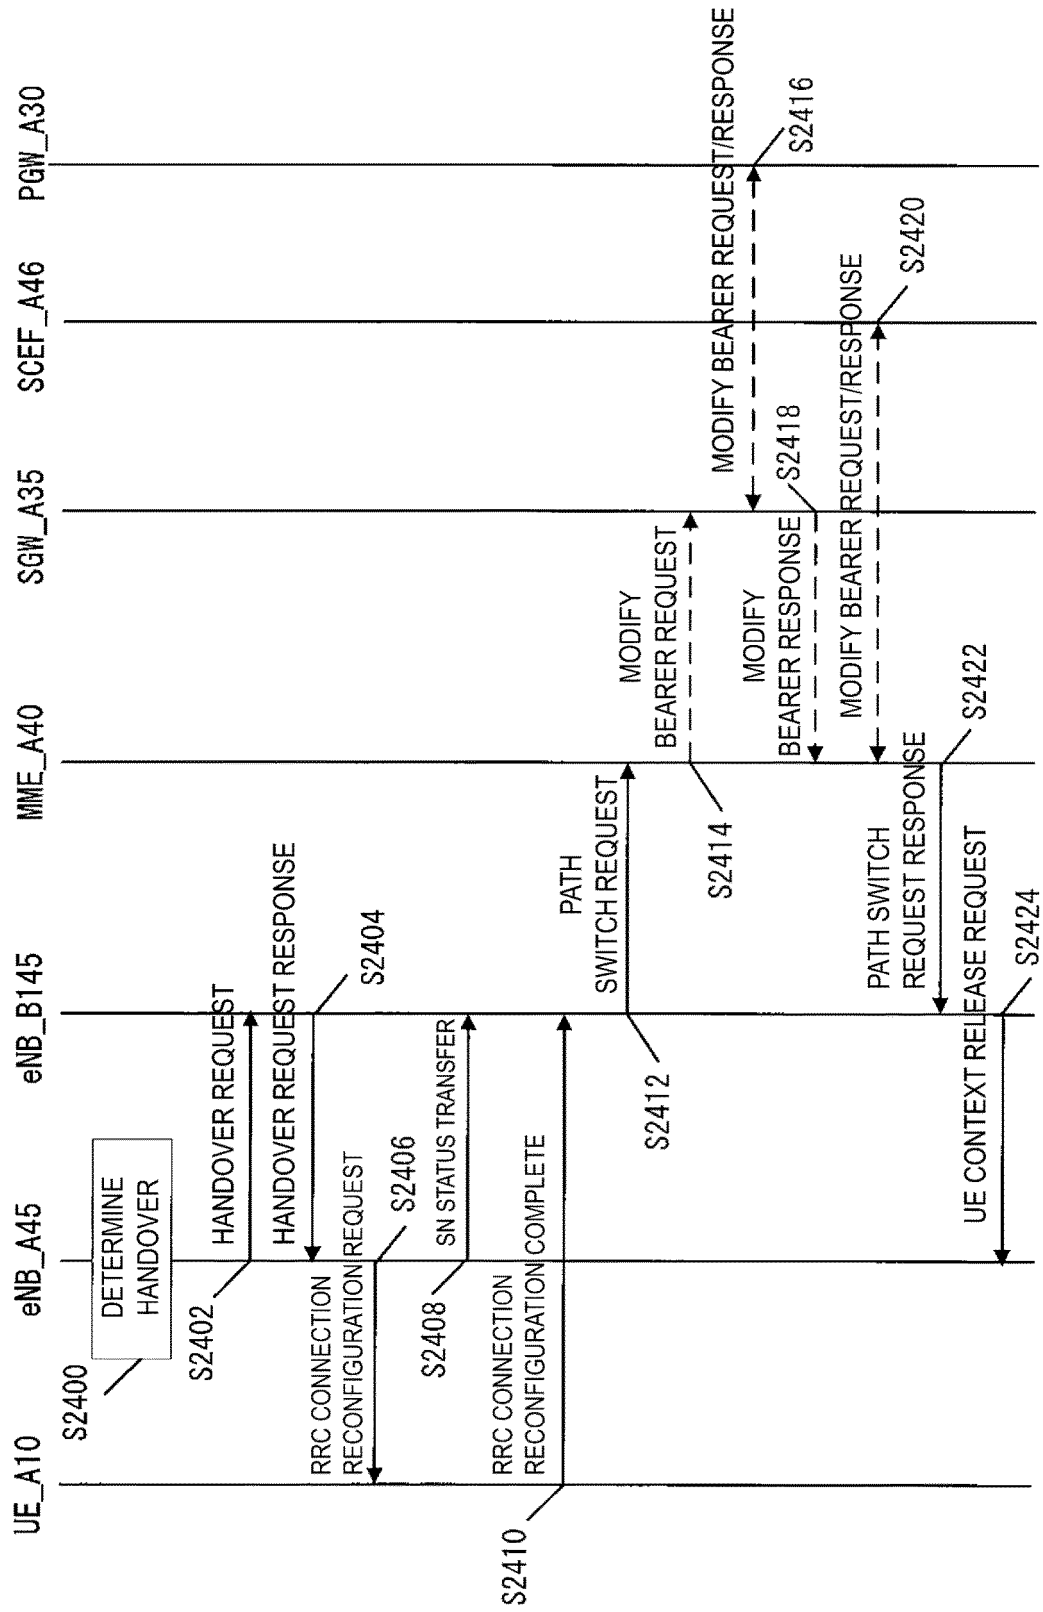 UE_A10
eNB_A45
eNB_B145
MME_A40
SGW_A35
SCEF_A46
PGW_A30
S2400
DETERMINE
HANDOVER
S2402
HANDOVER REQUEST
HANDOVER REQUEST RESPONSE
S2404
RRC CONNECTION
RECONFIGURATION REQUEST
S2406
S2408
SN STATUS TRANSFER
RRC CONNECTION
RECONFIGURATION COMPLETE
S2410
PATH
SWITCH REQUEST
S2412
MODIFY
BEARER REQUEST
S2414
MODIFY BEARER REQUEST/RESPONSE
S2416
MODIFY
BEARER RESPONSE
S2418
MODIFY BEARER REQUEST/RESPONSE
S2420
PATH SWITCH
REQUEST RESPONSE
S2422
UE CONTEXT RELEASE REQUEST
S2424